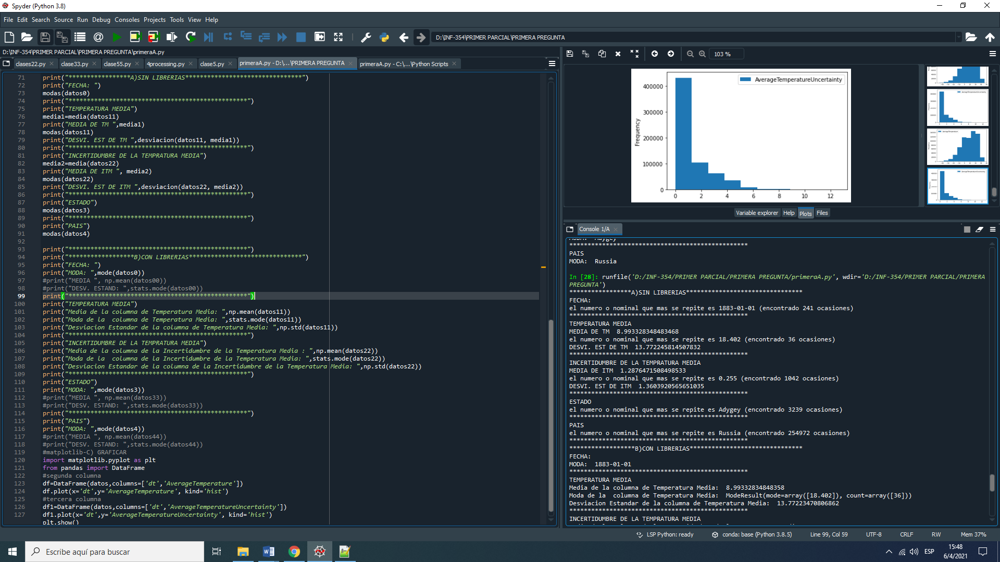 Spyder (Python 3.8)
File Edit Search Source Run Debug Consoles Projects Tools View Help
D:\INF-354\PRIMER PARCIAL\PRIMERA PREGUNTA
D:\INF-354\PRIMER PARCIAL\PRIMERA PREGUNTA\primeraA.py
clases22.py clase33.py clase55.py 4processing.py clase5.py primeraA.py - D:\...\PRIMERA PREGUNTA primeraA.py - C:\...\Python Scripts
71 print("*****************A)SIN LIBRERIAS********************************")
72 print("FECHA: ")
73 modas(datos0)
74 print("*************************************************")
75 print("TEMPERATURA MEDIA")
76 media1=media(datos11)
77 print("MEDIA DE TM ",media1)
78 modas(datos11)
79 print("DESVI. EST DE TM ",desviacion(datos11, media1))
80 print("*************************************************")
81 print("INCERTIDUMBRE DE LA TEMPRATURA MEDIA")
82 media2=media(datos22)
83 print("MEDIA DE ITM ", media2)
84 modas(datos22)
85 print("DESVI. EST DE ITM ",desviacion(datos22, media2))
86 print("*************************************************")
87 print("ESTADO")
88 modas(datos3)
89 print("*************************************************")
90 print("PAIS")
91 modas(datos4)
92
93 print("*************************************************")
94 print("******************B)CON LIBRERIAS*******************************")
95 print("FECHA: ")
96 print("MODA: ",mode(datos0))
97 #print("MEDIA ", np.mean(datos00))
98 #print("DESV. ESTAND: ",stats.mode(datos00))
99 print("*************************************************")
100 print("TEMPERATURA MEDIA")
101 print("Media de la columna de Temperatura Media: ",np.mean(datos11))
102 print("Moda de la  columna de Temperatura Media: ",stats.mode(datos11))
103 print("Desviacion Estandar de la columna de Temperatura Media: ",np.std(datos11))
104 print("*************************************************")
105 print("INCERTIDUMBRE DE LA TEMPRATURA MEDIA")
106 print("Media de la columna de la Incertidumbre de la Temperatura Media : ",np.mean(datos22))
107 print("Moda de la  columna de la Incertidumbre de la Temperatura Media: ",stats.mode(datos22))
108 print("Desviacion Estandar de la columna de la Incertidumbre de la Temperatura Media: ",np.std(datos22))
109 print("*************************************************")
110 print("ESTADO")
111 print("MODA: ",mode(datos3))
112 #print("MEDIA ", np.mean(datos33))
113 #print("DESV. ESTAND: ",stats.mode(datos33))
114 print("*************************************************")
115 print("PAIS")
116 print("MODA: ",mode(datos4))
117 #print("MEDIA ", np.mean(datos44))
118 #print("DESV. ESTAND: ",stats.mode(datos44))
119 #matplotlib-C) GRAFICAR
120 import matplotlib.pyplot as plt
121 from pandas import DataFrame
122 #segunda columna
123 df=DataFrame(datos,columns=['dt','AverageTemperature'])
124 df.plot(x='dt',y='AverageTemperature', kind='hist')
125 #tercera columna
126 df1=DataFrame(datos,columns=['dt','AverageTemperatureUncertainty'])
127 df1.plot(x='dt',y='AverageTemperatureUncertainty', kind='hist')
plt.show()
103 %
AverageTemperatureUncertainty
Frequency
400000
300000
200000
100000
0
0 2 4 6 8 10 12
Variable explorer Help Plots Files
Console 1/A
MODA:  Adygey
*************************************************
PAIS
MODA:  Russia
In [28]: runfile('D:/INF-354/PRIMER PARCIAL/PRIMERA PREGUNTA/primeraA.py', wdir='D:/INF-354/PRIMER PARCIAL/PRIMERA
PREGUNTA')
*****************A)SIN LIBRERIAS********************************
FECHA:
el numero o nominal que mas se repite es 1883-01-01 (encontrado 241 ocasiones)
*************************************************
TEMPERATURA MEDIA
MEDIA DE TM  8.993328348483468
el numero o nominal que mas se repite es 18.402 (encontrado 36 ocasiones)
DESVI. EST DE TM  13.772245814507832
*************************************************
INCERTIDUMBRE DE LA TEMPRATURA MEDIA
MEDIA DE ITM  1.2876471508498533
el numero o nominal que mas se repite es 0.255 (encontrado 1042 ocasiones)
DESVI. EST DE ITM  1.3603920565651035
*************************************************
ESTADO
el numero o nominal que mas se repite es Adygey (encontrado 3239 ocasiones)
*************************************************
PAIS
el numero o nominal que mas se repite es Russia (encontrado 254972 ocasiones)
*************************************************
******************B)CON LIBRERIAS*******************************
FECHA:
MODA:  1883-01-01
*************************************************
TEMPERATURA MEDIA
Media de la columna de Temperatura Media:  8.99332834848358
Moda de la  columna de Temperatura Media:  ModeResult(mode=array([18.402]), count=array([36]))
Desviacion Estandar de la columna de Temperatura Media:  13.77223470806862
*************************************************
INCERTIDUMBRE DE LA TEMPRATURA MEDIA
LSP Python: ready conda: base (Python 3.8.5) Line 99, Col 59 UTF-8 CRLF RW Mem 37%
Escribe aquí para buscar
ESP
15:48
6/4/2021